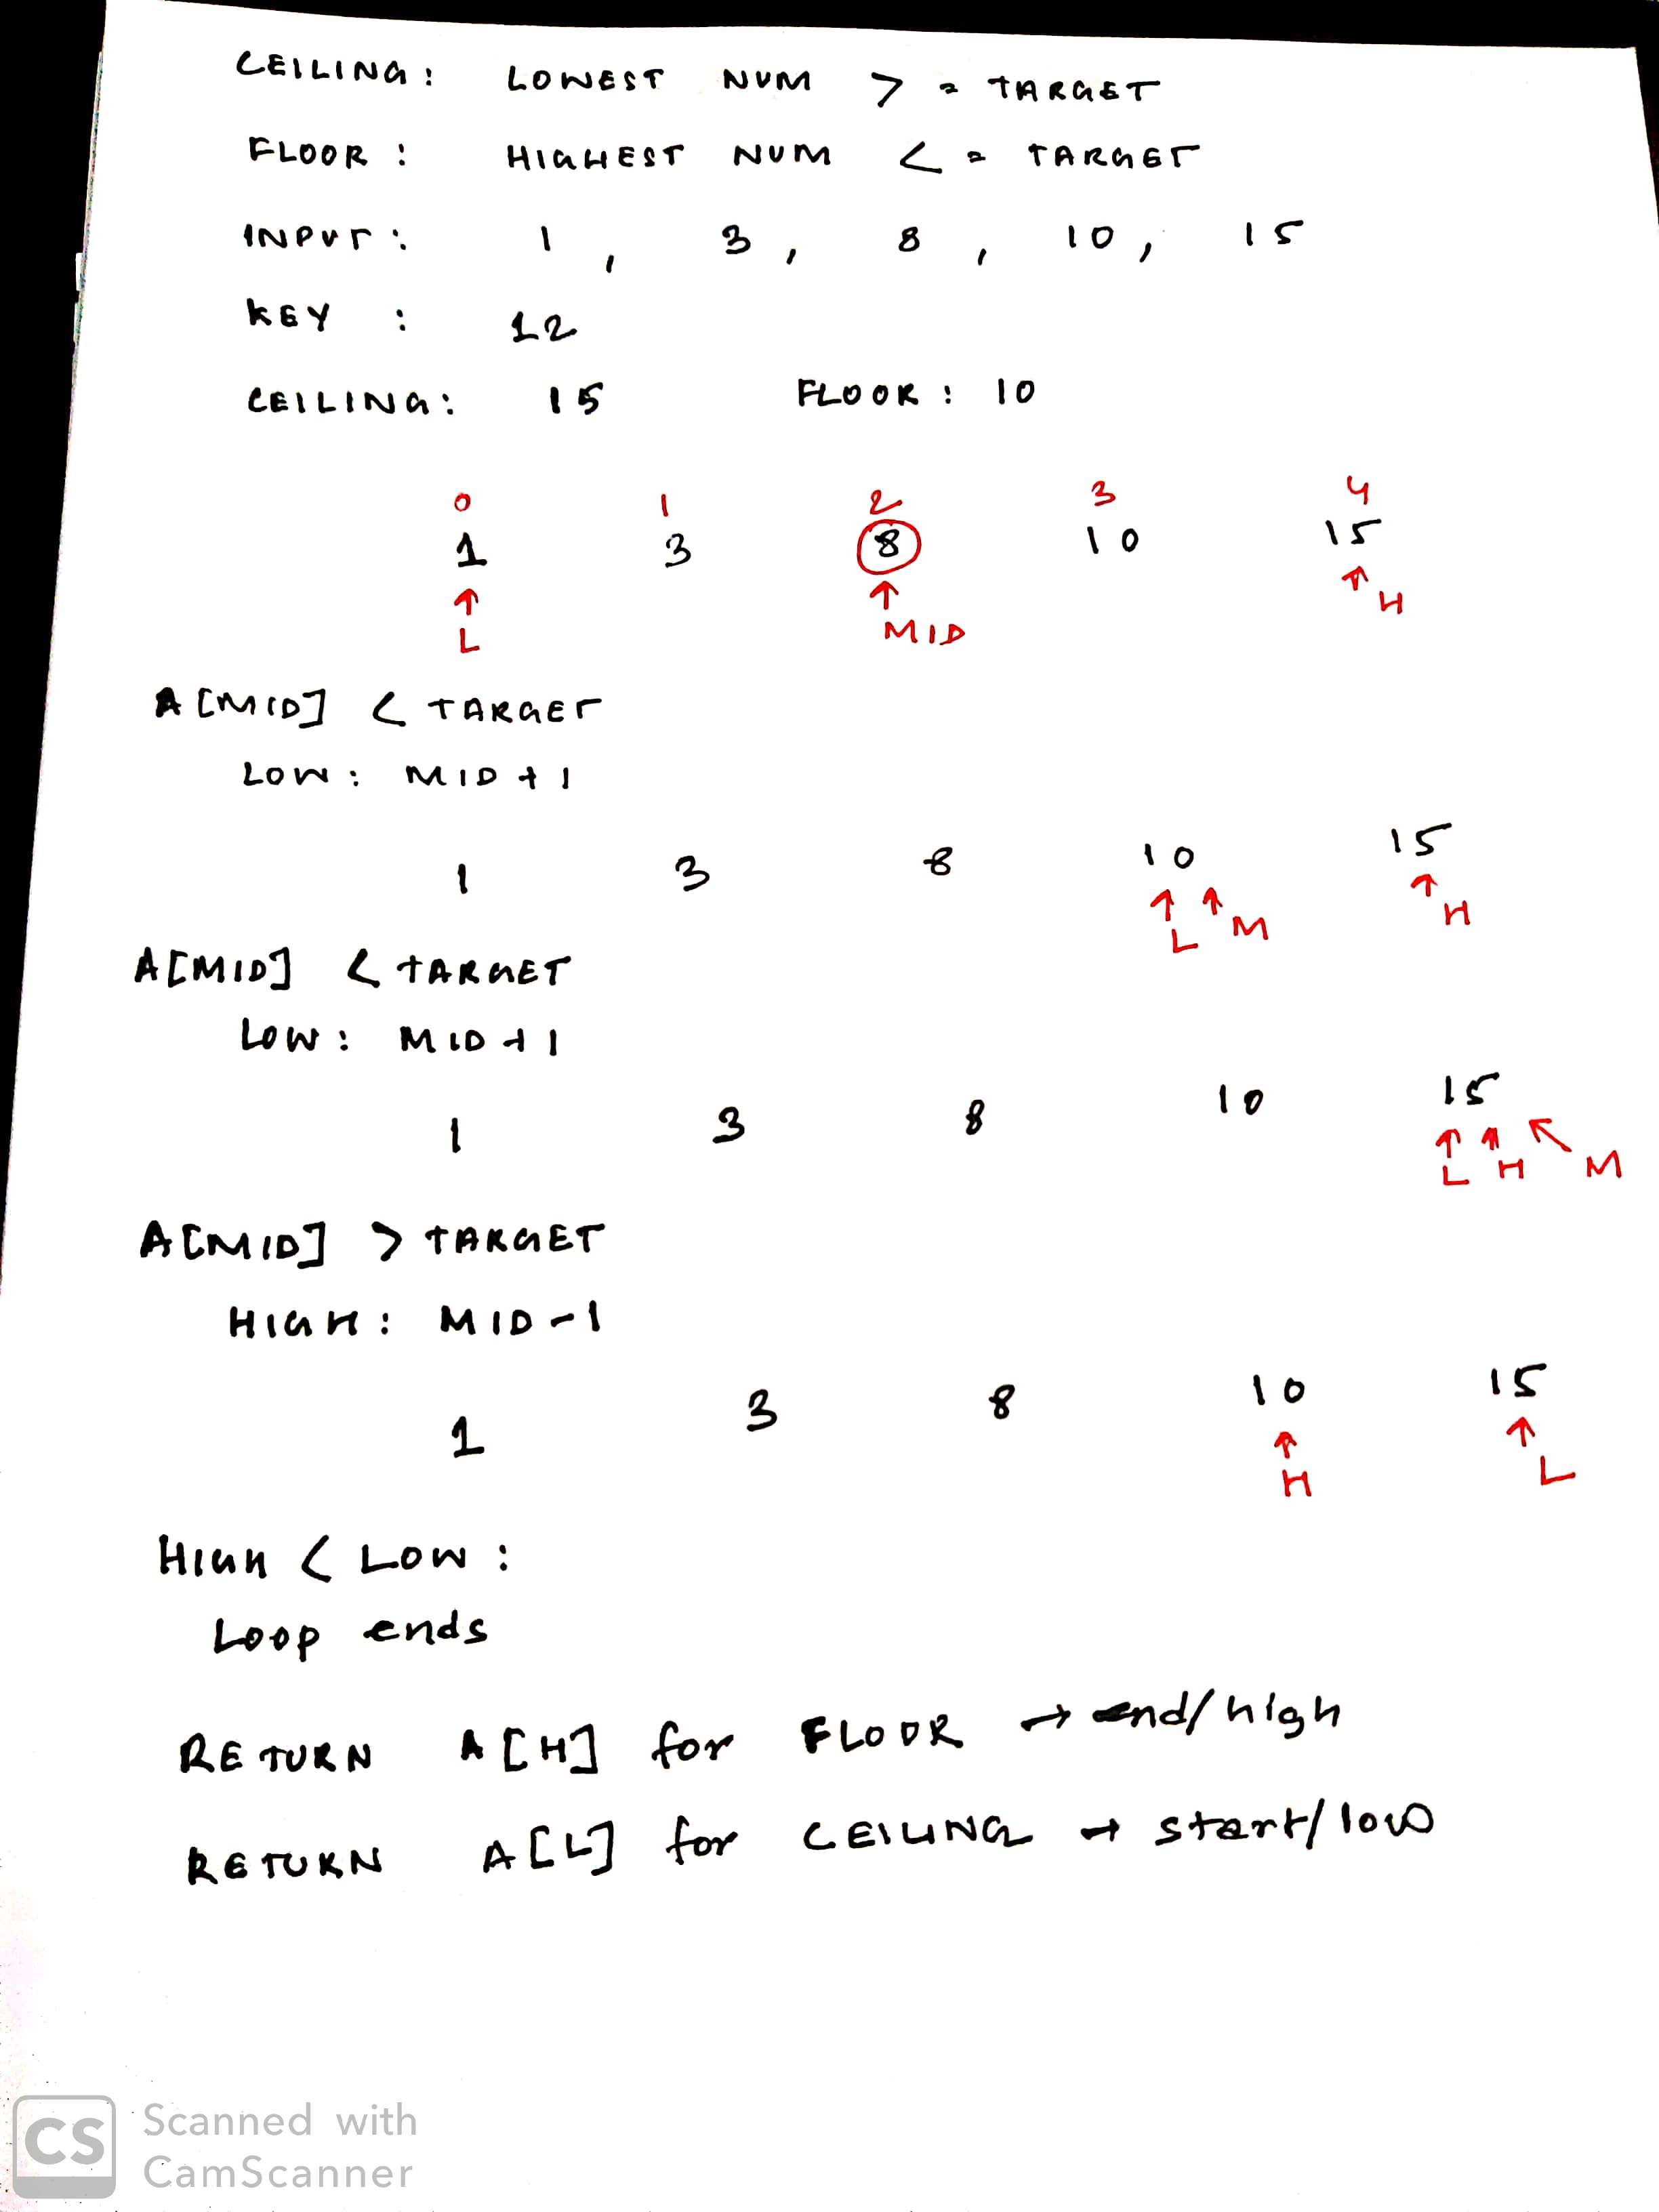 CEILING: LOWEST NUM >= TARGET
FLOOR: HIGHEST NUM <= TARGET
INPUT: 1, 3, 8, 10, 15
KEY: 12
CEILING: 15 FLOOR: 10
0 1 2 3 4
1 3 8 10 15
↑ ↑ ↑ H
L MID
A[MID] < TARGET
LOW: MID+1
1 3 8 10 15
↑ ↑ ↑
L M H
A[MID] < TARGET
LOW: MID+1
1 3 8 10 15
↑ ↑ ↖
L H M
A[MID] > TARGET
HIGH: MID-1
1 3 8 10 15
↑ ↑
H L
HIGH < LOW:
Loop ends
RETURN A[H] for FLOOR → end/high
RETURN A[L] for CEILING → start/low
CS Scanned with
CamScanner